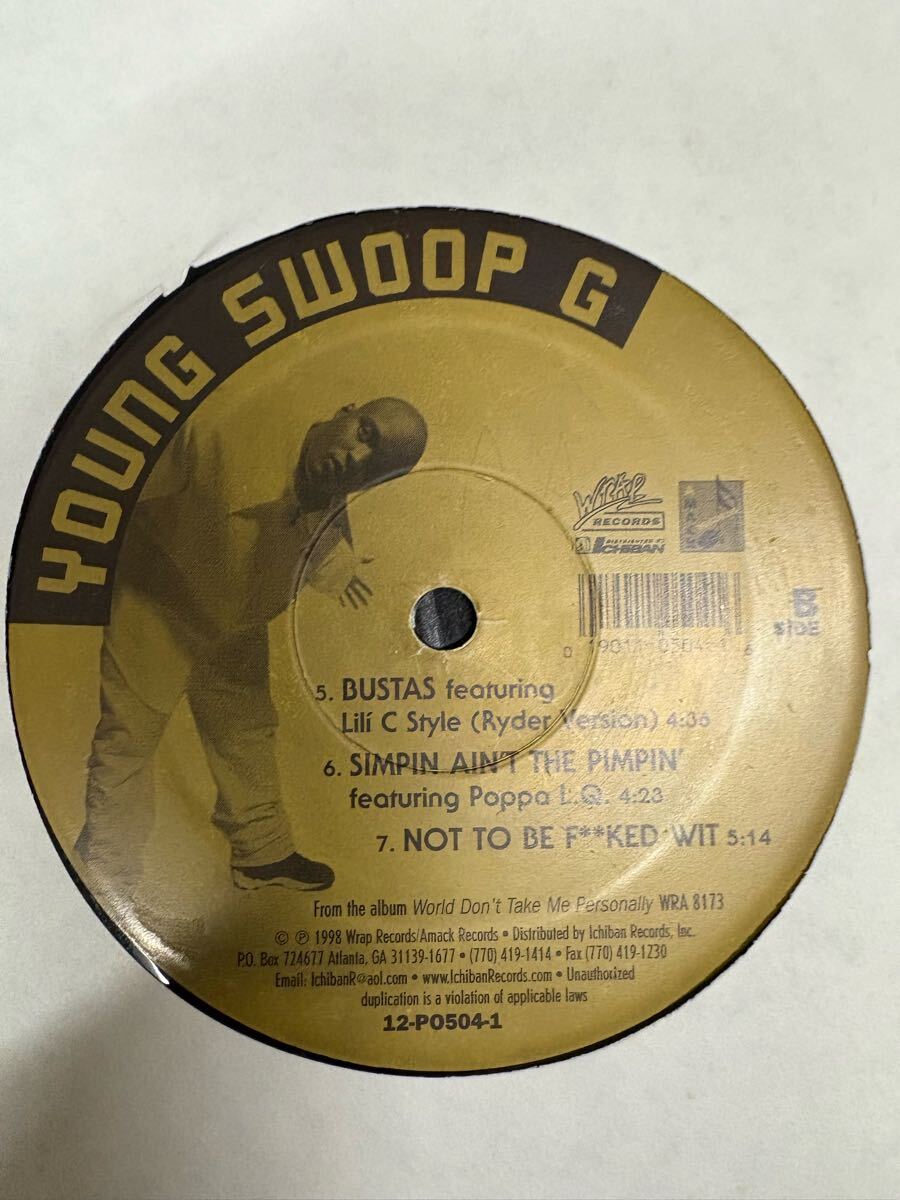 YOUNG SWOOP G
WRAP
RECORDS
DISTRIBUTED BY
ICHIBAN
SIDE
5. BUSTAS featuring
Lilí C Style (Ryder Version) 4:36
6. SIMPIN AIN'T THE PIMPIN'
featuring Poppa L.Q. 4:23
7. NOT TO BE F**KED WIT 5:14
From the album World Don't Take Me Personally WRA 8173
© ℗ 1998 Wrap Records/Amack Records • Distributed by Ichiban Records, Inc.
P.O. Box 724677 Atlanta, GA 31139-1677 • (770) 419-1414 • Fax (770) 419-1230
Email: IchibanR@aol.com • www.IchibanRecords.com • Unauthorized
duplication is a violation of applicable laws
12-PO504-1